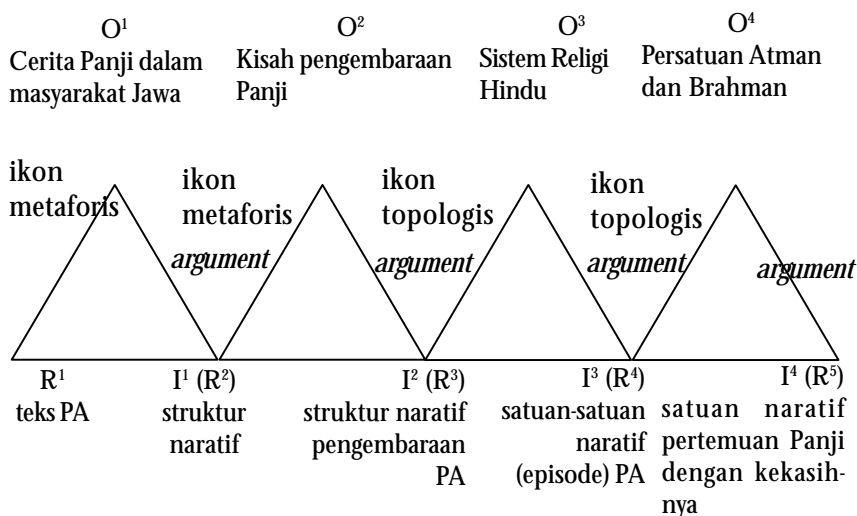 O¹
Cerita Panji dalam
masyarakat Jawa
O²
Kisah pengembaraan
Panji
O³
Sistem Religi
Hindu
O⁴
Persatuan Atman
dan Brahman
ikon
metaforis
ikon
metaforis
ikon
topologis
ikon
topologis
argument
argument
argument
argument
R¹
teks PA
I¹ (R²)
struktur
naratif
I² (R³)
struktur naratif
pengembaraan
PA
I³ (R⁴)
satuan-satuan
naratif
(episode) PA
I⁴ (R⁵)
satuan naratif
pertemuan Panji
dengan kekasih-
nya